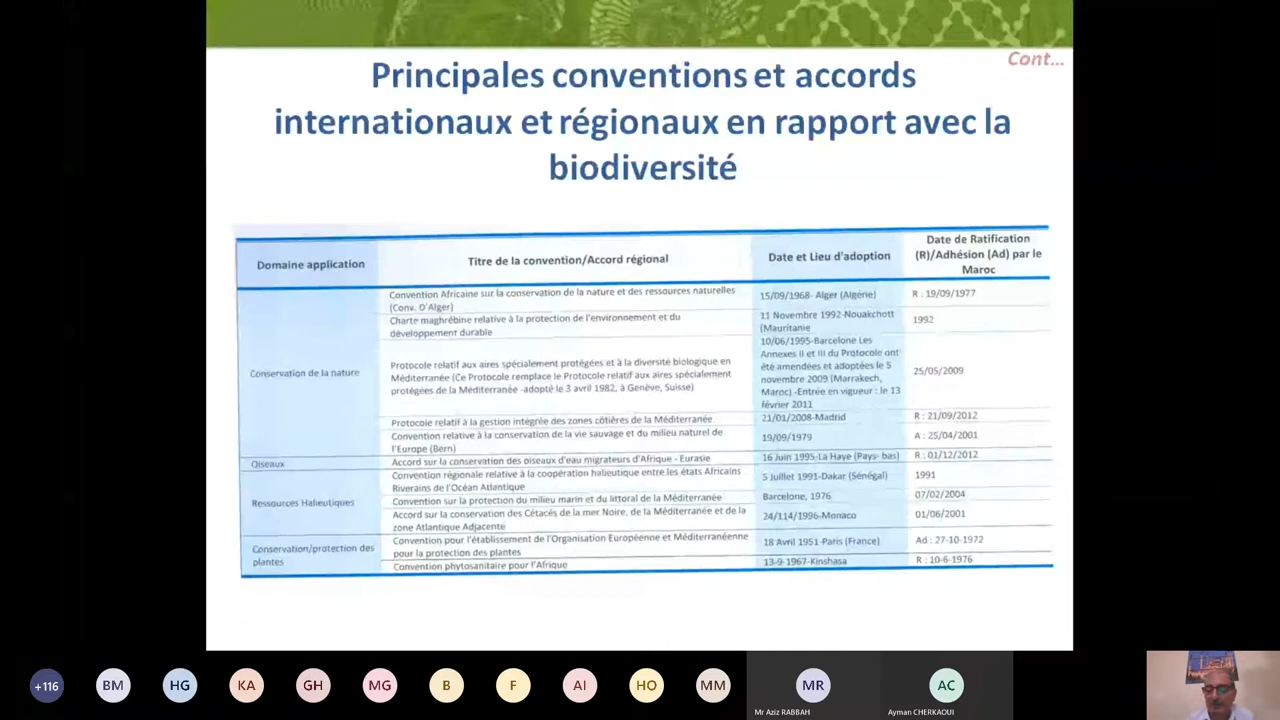 Cont...
Principales conventions et accords
internationaux et régionaux en rapport avec la
biodiversité
Domaine application
Titre de la convention/Accord régional
Date et Lieu d'adoption
Date de Ratification
(R)/Adhésion (Ad) par le
Maroc
Conservation de la nature
Convention Africaine sur la conservation de la nature et des ressources naturelles
(Conv. D'Alger)
15/09/1968- Alger (Algérie)
R : 19/09/1977
Charte maghrébine relative à la protection de l'environnement et du
développement durable
11 Novembre 1992-Nouakchott
(Mauritanie
1992
Protocole relatif aux aires spécialement protégées et à la diversité biologique en
Méditerranée (Ce Protocole remplace le Protocole relatif aux aires spécialement
protégées de la Méditerranée -adopté le 3 avril 1982, à Genève, Suisse)
10/06/1995-Barcelone Les
Annexes II et III du Protocole ont
été amendées et adoptées le 5
novembre 2009 (Marrakech,
Maroc) -Entrée en vigueur : le 13
février 2011
25/05/2009
Protocole relatif à la gestion intégrée des zones côtières de la Méditerranée
21/01/2008-Madrid
R : 21/09/2012
Convention relative à la conservation de la vie sauvage et du milieu naturel de
l'Europe (Bern)
19/09/1979
A : 25/04/2001
Oiseaux
Accord sur la conservation des oiseaux d'eau migrateurs d'Afrique - Eurasie
16 Juin 1995-La Haye (Pays- bas)
R : 01/12/2012
Ressources Halieutiques
Convention régionale relative à la coopération halieutique entre les états Africains
Riverains de l'Océan Atlantique
5 Juillet 1991-Dakar (Sénégal)
1991
Convention sur la protection du milieu marin et du littoral de la Méditerranée
Barcelone, 1976
07/02/2004
Accord sur la conservation des Cétacés de la mer Noire, de la Méditerranée et de la
zone Atlantique Adjacente
24/114/1996-Monaco
01/06/2001
Conservation/protection des
plantes
Convention pour l'établissement de l'Organisation Européenne et Méditerranéenne
pour la protection des plantes
18 Avril 1951-Paris (France)
Ad : 27-10-1972
Convention phytosanitaire pour l'Afrique
13-9-1967-Kinshasa
R : 10-6-1976
+116
BM
HG
KA
GH
MG
B
F
AI
HO
MM
MR
AC
Mr Aziz RABBAH
Ayman CHERKAOUI